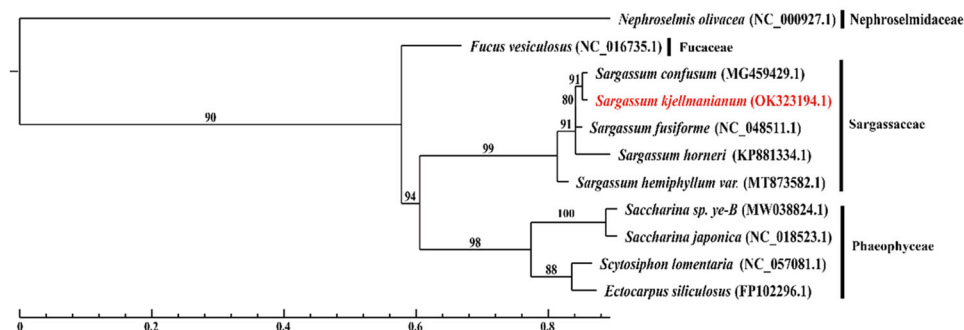 Nephroselmis olivacea (NC_000927.1) Nephroselmidaceae
Fucus vesiculosus (NC_016735.1) Fucaceae
91 Sargassum confusum (MG459429.1)
80 Sargassum kjellmanianum (OK323194.1)
90
91 Sargassum fusiforme (NC_048511.1) Sargassaceae
99
Sargassum horneri (KP881334.1)
Sargassum hemiphyllum var. (MT873582.1)
94
100 Saccharina sp. ye-B (MW038824.1)
Saccharina japonica (NC_018523.1)
98 Phaeophyceae
88 Scytosiphon lomentaria (NC_057081.1)
Ectocarpus siliculosus (FP102296.1)
0 0.2 0.4 0.6 0.8